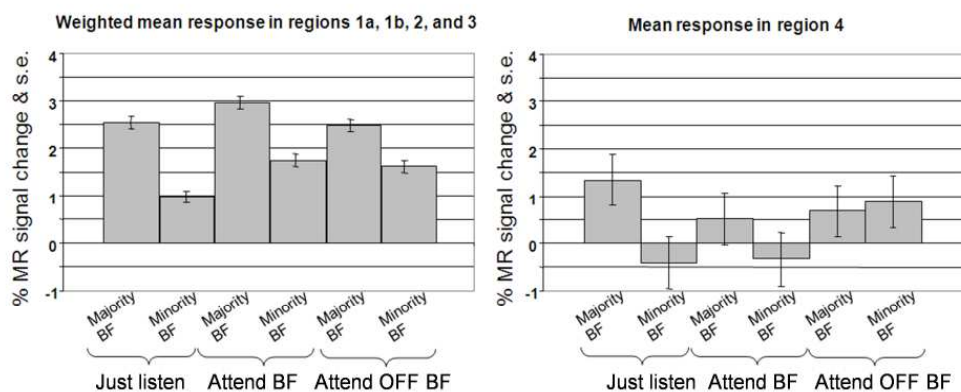 Weighted mean response in regions 1a, 1b, 2, and 3
% MR signal change & s.e.
4
3
2
1
0
-1
Majority BF
Minority BF
Majority BF
Minority BF
Majority BF
Minority BF
Just listen
Attend BF
Attend OFF BF
Mean response in region 4
% MR signal change & s.e.
4
3
2
1
0
-1
Majority BF
Minority BF
Majority BF
Minority BF
Majority BF
Minority BF
Just listen
Attend BF
Attend OFF BF